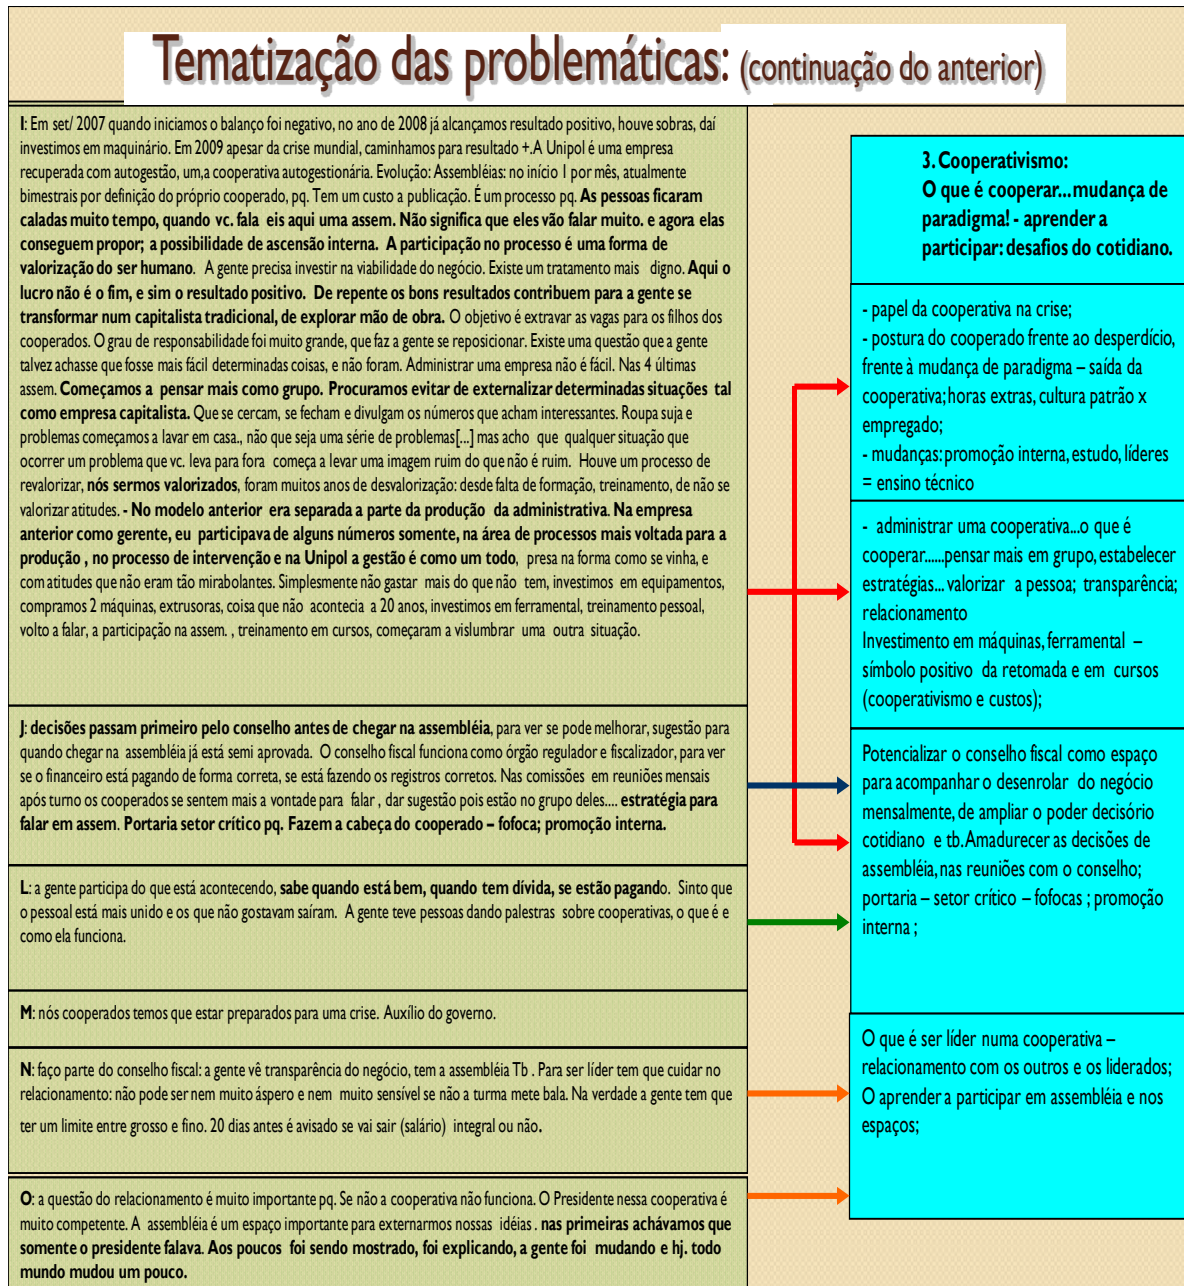 Tematização das problemáticas: (continuação do anterior)
I: Em set/ 2007 quando iniciamos o balanço foi negativo, no ano de 2008 já alcançamos resultado positivo, houve sobras, daí
investimos em maquinário. Em 2009 apesar da crise mundial, caminhamos para resultado +.A Unipol é uma empresa
recuperada com autogestão, um,a cooperativa autogestionária. Evolução: Assembléias: no início 1 por mês, atualmente
bimestrais por definição do próprio cooperado, pq. Tem um custo a publicação. É um processo pq. As pessoas ficaram
caladas muito tempo, quando vc. fala eis aqui uma assem. Não significa que eles vão falar muito. e agora elas
conseguem propor; a possibilidade de ascensão interna. A participação no processo é uma forma de
valorização do ser humano. A gente precisa investir na viabilidade do negócio. Existe um tratamento mais digno. Aqui o
lucro não é o fim, e sim o resultado positivo. De repente os bons resultados contribuem para a gente se
transformar num capitalista tradicional, de explorar mão de obra. O objetivo é extravar as vagas para os filhos dos
cooperados. O grau de responsabilidade foi muito grande, que faz a gente se reposicionar. Existe uma questão que a gente
talvez achasse que fosse mais fácil determinadas coisas, e não foram. Administrar uma empresa não é fácil. Nas 4 últimas
assem. Começamos a pensar mais como grupo. Procuramos evitar de externalizar determinadas situações tal
como empresa capitalista. Que se cercam, se fecham e divulgam os números que acham interessantes. Roupa suja e
problemas começamos a lavar em casa., não que seja uma série de problemas[...] mas acho que qualquer situação que
ocorrer um problema que vc. leva para fora começa a levar uma imagem ruim do que não é ruim. Houve um processo de
revalorizar, nós sermos valorizados, foram muitos anos de desvalorização: desde falta de formação, treinamento, de não se
valorizar atitudes. - No modelo anterior era separada a parte da produção da administrativa. Na empresa
anterior como gerente, eu participava de alguns números somente, na área de processos mais voltada para a
produção , no processo de intervenção e na Unipol a gestão é como um todo, presa na forma como se vinha, e
com atitudes que não eram tão mirabolantes. Simplesmente não gastar mais do que não tem, investimos em equipamentos,
compramos 2 máquinas, extrusoras, coisa que não acontecia a 20 anos, investimos em ferramental, treinamento pessoal,
volto a falar, a participação na assem. , treinamento em cursos, começaram a vislumbrar uma outra situação.
J: decisões passam primeiro pelo conselho antes de chegar na assembléia, para ver se pode melhorar, sugestão para
quando chegar na assembléia já está semi aprovada. O conselho fiscal funciona como órgão regulador e fiscalizador, para ver
se o financeiro está pagando de forma correta, se está fazendo os registros corretos. Nas comissões em reuniões mensais
após turno os cooperados se sentem mais a vontade para falar , dar sugestão pois estão no grupo deles.... estratégia para
falar em assem. Portaria setor crítico pq. Fazem a cabeça do cooperado – fofoca; promoção interna.
L: a gente participa do que está acontecendo, sabe quando está bem, quando tem dívida, se estão pagando. Sinto que
o pessoal está mais unido e os que não gostavam saíram. A gente teve pessoas dando palestras sobre cooperativas, o que é e
como ela funciona.
M: nós cooperados temos que estar preparados para uma crise. Auxílio do governo.
N: faço parte do conselho fiscal: a gente vê transparência do negócio, tem a assembléia Tb . Para ser líder tem que cuidar no
relacionamento: não pode ser nem muito áspero e nem muito sensível se não a turma mete bala. Na verdade a gente tem que
ter um limite entre grosso e fino. 20 dias antes é avisado se vai sair (salário) integral ou não.
O: a questão do relacionamento é muito importante pq. Se não a cooperativa não funciona. O Presidente nessa cooperativa é
muito competente. A assembléia é um espaço importante para externarmos nossas idéias . nas primeiras achávamos que
somente o presidente falava. Aos poucos foi sendo mostrado, foi explicando, a gente foi mudando e hj. todo
mundo mudou um pouco.
3. Cooperativismo:
O que é cooperar...mudança de
paradigma! - aprender a
participar: desafios do cotidiano.
- papel da cooperativa na crise;
- postura do cooperado frente ao desperdício,
frente à mudança de paradigma – saída da
cooperativa; horas extras, cultura patrão x
empregado;
- mudanças: promoção interna, estudo, líderes
= ensino técnico
- administrar uma cooperativa...o que é
cooperar......pensar mais em grupo, estabelecer
estratégias... valorizar a pessoa; transparência;
relacionamento
Investimento em máquinas, ferramental –
símbolo positivo da retomada e em cursos
(cooperativismo e custos);
Potencializar o conselho fiscal como espaço
para acompanhar o desenrolar do negócio
mensalmente, de ampliar o poder decisório
cotidiano e tb. Amadurecer as decisões de
assembléia, nas reuniões com o conselho;
portaria – setor crítico – fofocas ; promoção
interna ;
O que é ser líder numa cooperativa –
relacionamento com os outros e os liderados;
O aprender a participar em assembléia e nos
espaços;